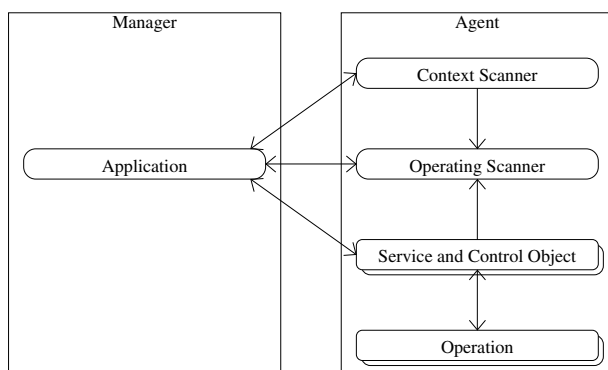 Manager
Agent
Context Scanner
Application
Operating Scanner
Service and Control Object
Operation